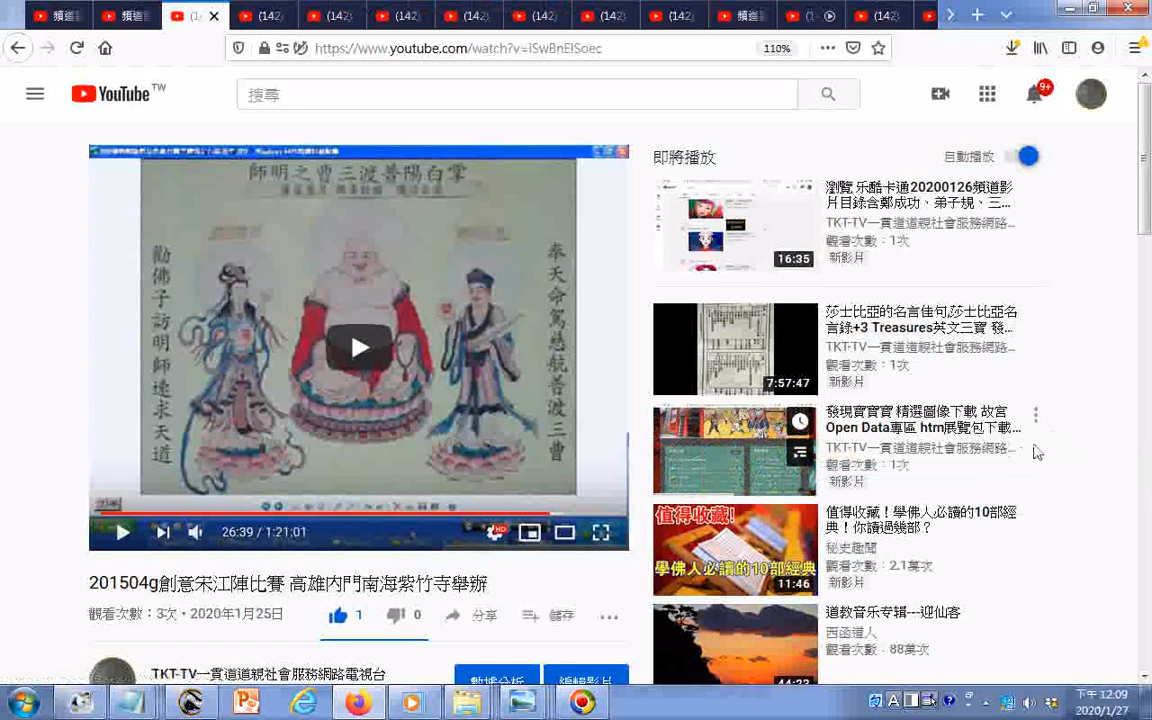 頻道
頻道
(1
(142
(142
(142
(142
(142
(142
(142
頻道
(1
(142
https://www.youtube.com/watch?v=iSwBnEISoec
110%
YouTube TW
搜尋
9+
師明之曹三渡善陽白掌
勸佛子訪明師速求天道
奉天命駕慈航普渡三曹
26:39 / 1:21:01
HD
201504g創意宋江陣比賽 高雄内門南海紫竹寺舉辦
觀看次數：3次 • 2020年1月25日
1
0
分享
儲存
TKT-TV一貫道道親社會服務網路電視台
數據分析
編輯影片
即將播放
自動播放
瀏覽 乐酷卡通20200126頻道影
片目錄含鄭成功、弟子規、三...
TKT-TV一貫道道親社會服務網路...
觀看次數：1次
新影片
16:35
莎士比亞的名言佳句,莎士比亞名
言錄+3 Treasures英文三寶 發...
TKT-TV一貫道道親社會服務網路...
觀看次數：1次
新影片
7:57:47
發現寶寶寶 精選圖像下載 故宮
Open Data專區 htm展覽包下載...
TKT-TV一貫道道親社會服務網路...
觀看次數：1次
新影片
值得收藏！學佛人必讀的10部經
典！你讀過幾部？
秘史趣聞
觀看次數：2.1萬次
新影片
值得收藏!
學佛人必讀的10部經典
11:46
道教音乐专辑---迎仙客
西函道人
觀看次數：88萬次
44:23
下午 12:09
2020/1/27